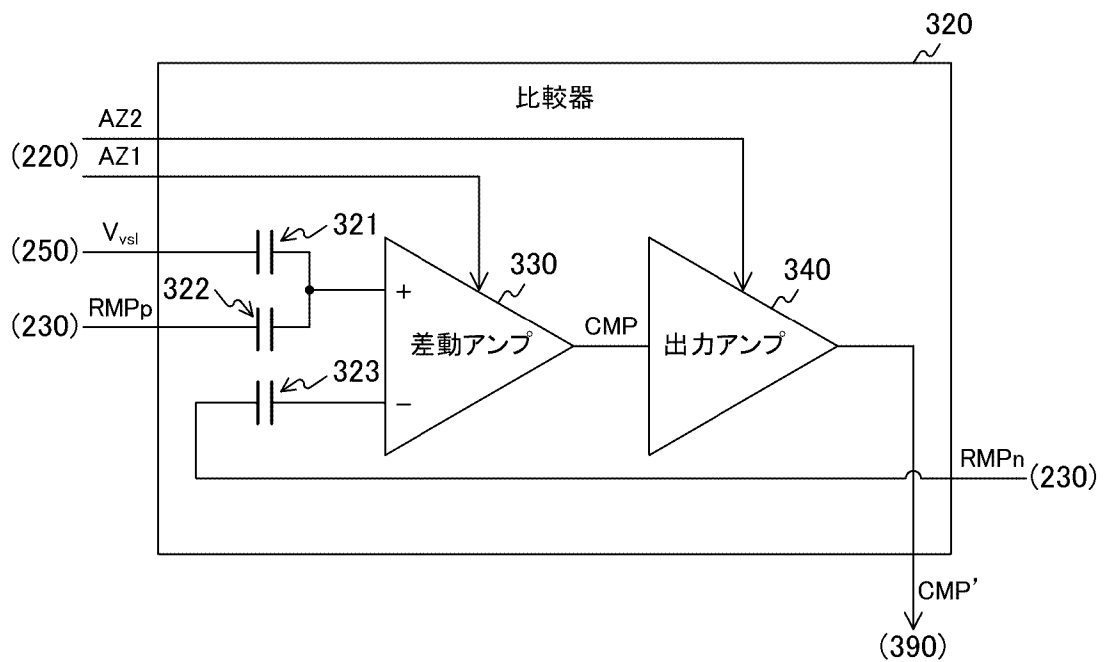 320
比較器
AZ2
(220)
AZ1
V_vsl
321
(250)
330
340
RMPp
322
(230)
+
CMP
差動アンプ
出力アンプ
323
−
RMPn
(230)
CMP'
(390)